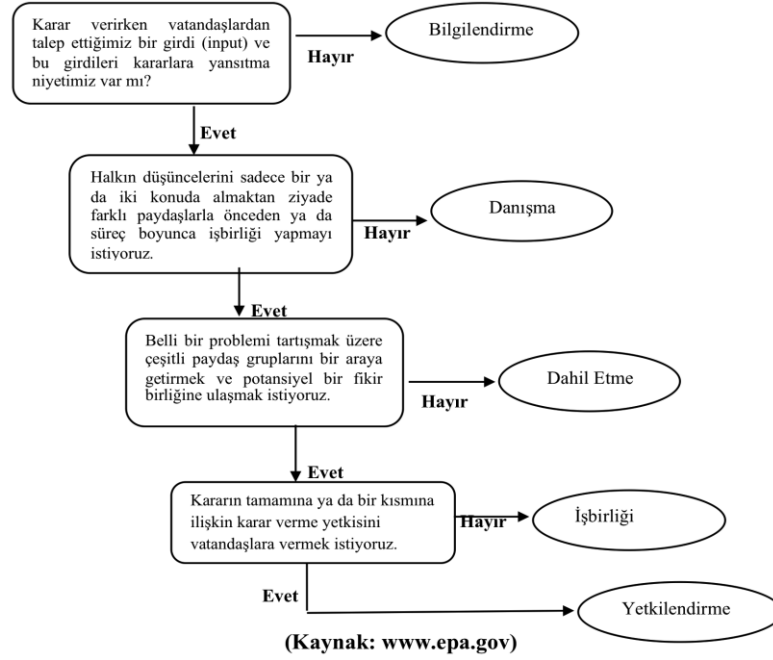 Karar verirken vatandaşlardan
talep ettiğimiz bir girdi (input) ve
bu girdileri kararlara yansıtma
niyetimiz var mı?
Hayır
Bilgilendirme
Evet
Halkın düşüncelerini sadece bir ya
da iki konuda almaktan ziyade
farklı paydaşlarla önceden ya da
süreç boyunca işbirliği yapmayı
istiyoruz.
Hayır
Danışma
Evet
Belli bir problemi tartışmak üzere
çeşitli paydaş gruplarını bir araya
getirmek ve potansiyel bir fikir
birliğine ulaşmak istiyoruz.
Hayır
Dahil Etme
Evet
Kararın tamamına ya da bir kısmına
ilişkin karar verme yetkisini
vatandaşlara vermek istiyoruz.
Hayır
İşbirliği
Evet
Yetkilendirme
(Kaynak: www.epa.gov)